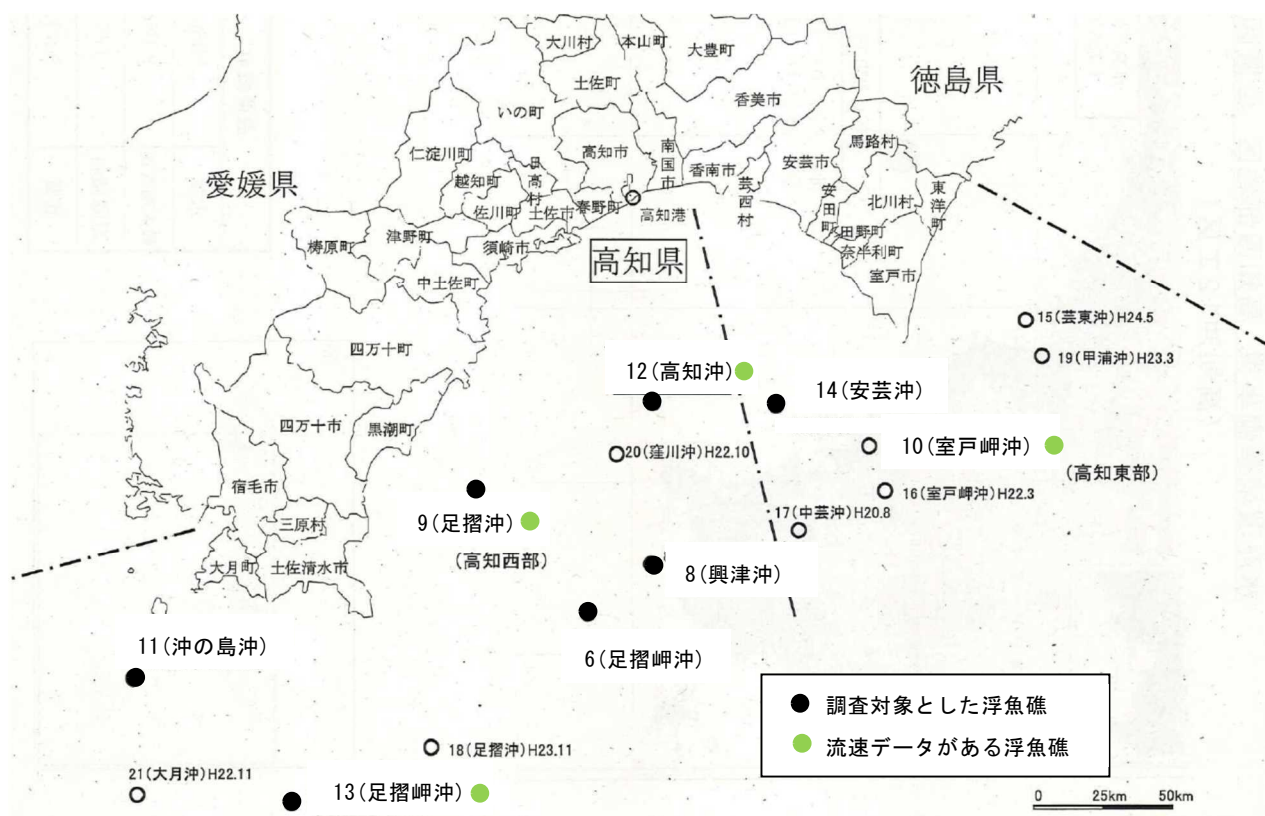 大川村
本山町
大豊町
土佐町
徳島県
香美市
いの町
馬路村
仁淀川町
高知市
南国市
香南市
安芸市
日高村
越知町
愛媛県
芸西村
安田町
北川村
東洋町
佐川町
土佐市
春野町
高知港
田野町
津野町
須崎市
奈半利町
梼原町
高知県
室戸市
中土佐町
15(芸東沖)H24.5
四万十町
19(甲浦沖)H23.3
12(高知沖)
14(安芸沖)
四万十市
黒潮町
20(窪川沖)H22.10
10(室戸岬沖)
(高知東部)
宿毛市
16(室戸岬沖)H22.3
17(中芸沖)H20.8
9(足摺沖)
三原村
(高知西部)
大月町
土佐清水市
8(興津沖)
11(沖の島沖)
6(足摺岬沖)
調査対象とした浮魚礁
流速データがある浮魚礁
18(足摺沖)H23.11
21(大月沖)H22.11
13(足摺岬沖)
0 25km 50km